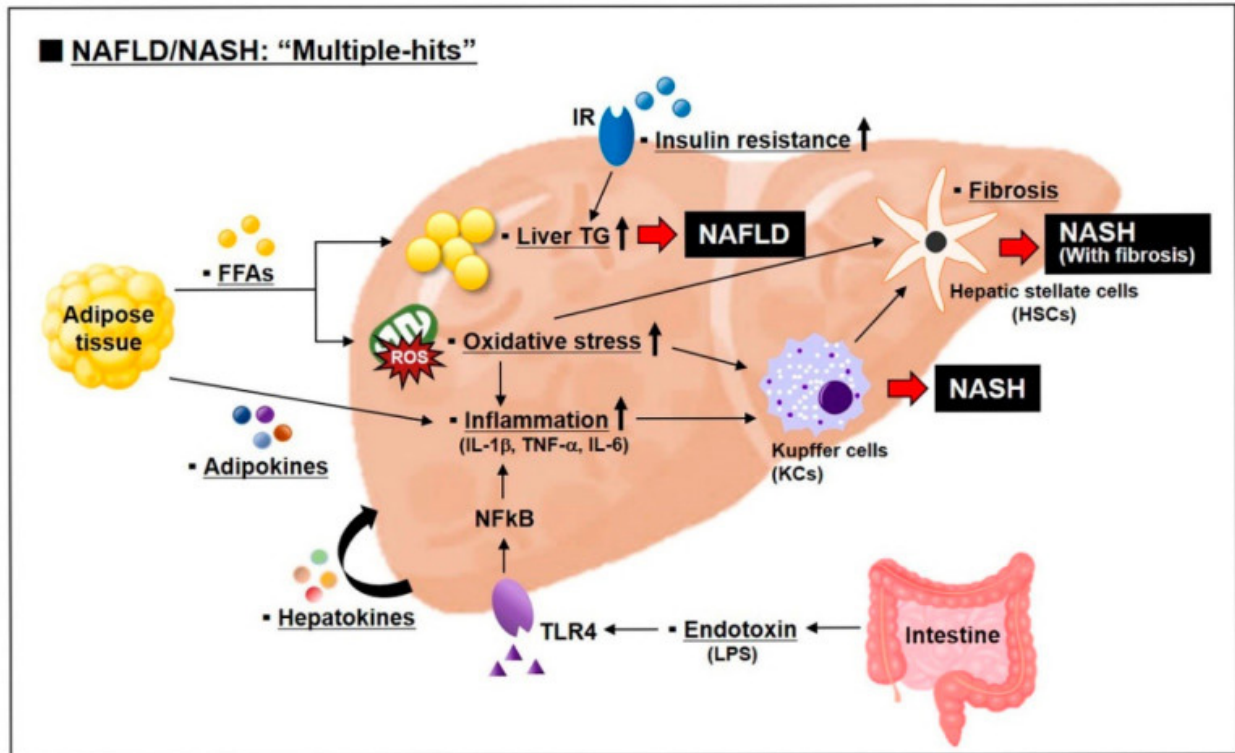 ■ NAFLD/NASH: “Multiple-hits”
IR
▪ Insulin resistance
▪ Fibrosis
▪ Liver TG
NAFLD
NASH
(With fibrosis)
▪ FFAs
Hepatic stellate cells
(HSCs)
Adipose
tissue
ROS
▪ Oxidative stress
NASH
▪ Inflammation
(IL-1β, TNF-α, IL-6)
Kupffer cells
(KCs)
▪ Adipokines
NFkB
▪ Hepatokines
TLR4
▪ Endotoxin
(LPS)
Intestine